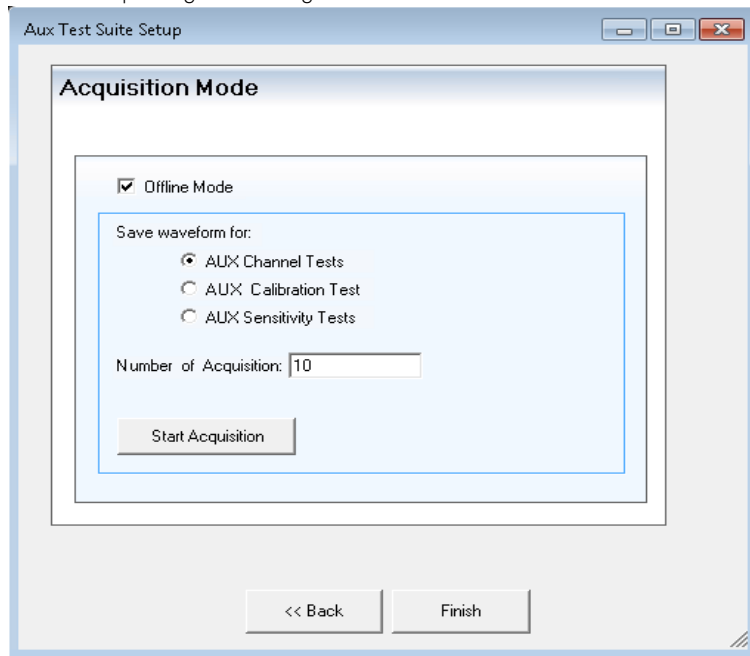 Aux Test Suite Setup
Acquisition Mode
Offline Mode
Save waveform for:
AUX Channel Tests
AUX Calibration Test
AUX Sensitivity Tests
Number of Acquisition: 10
Start Acquisition
<< Back
Finish